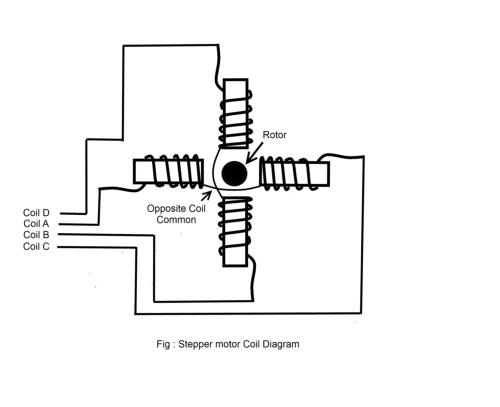 Rotor
Opposite Coil
Common
Coil D
Coil A
Coil B
Coil C
Fig : Stepper motor Coil Diagram